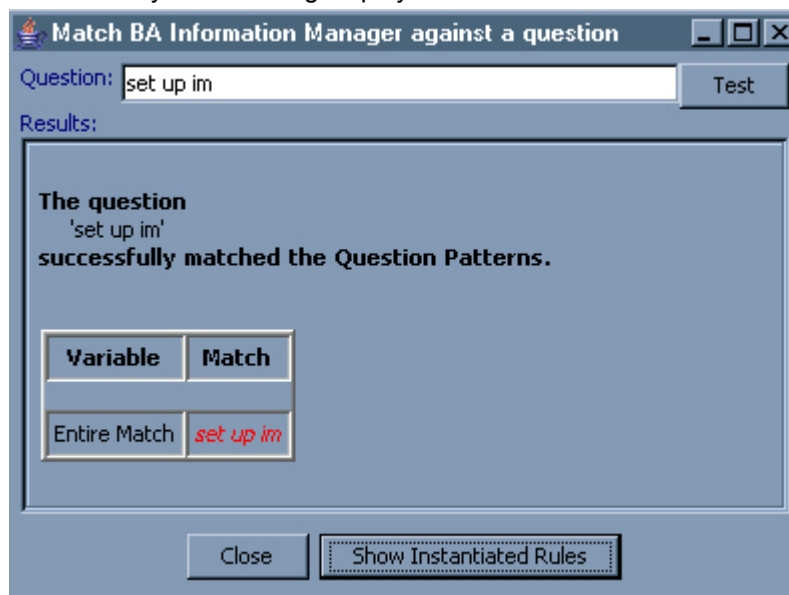 Match BA Information Manager against a question
Question: set up im Test
Results:
The question
'set up im'
successfully matched the Question Patterns.
Variable Match
Entire Match set up im
Close Show Instantiated Rules